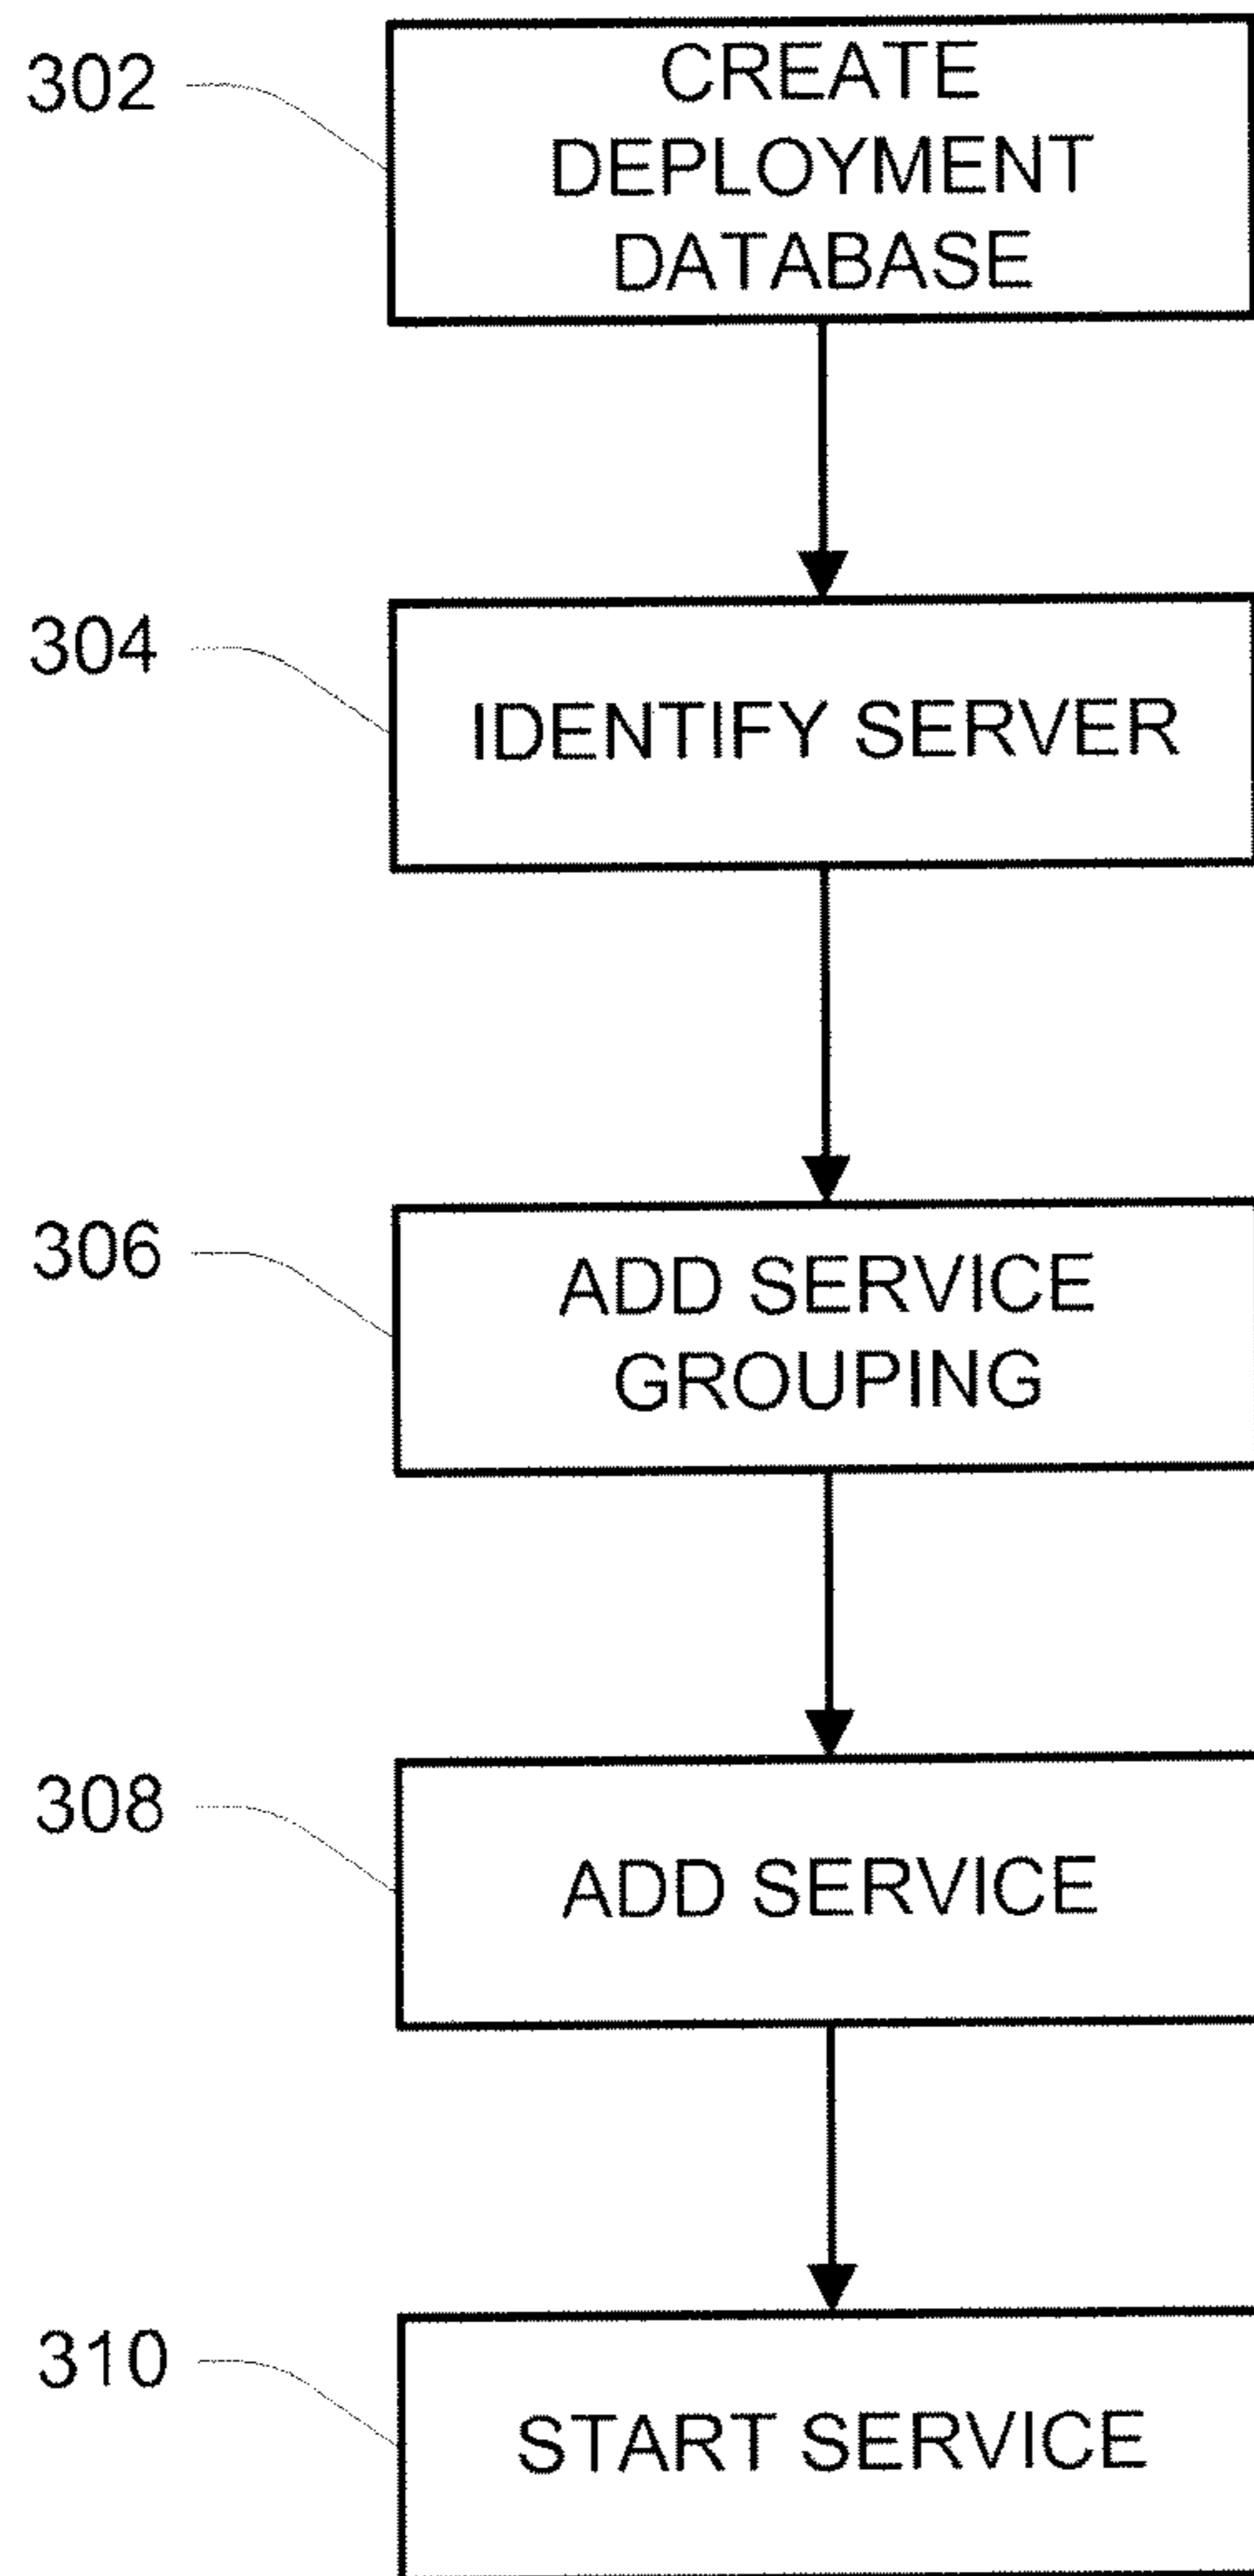 302
CREATE
DEPLOYMENT
DATABASE
304
IDENTIFY SERVER
306
ADD SERVICE
GROUPING
308
ADD SERVICE
310
START SERVICE